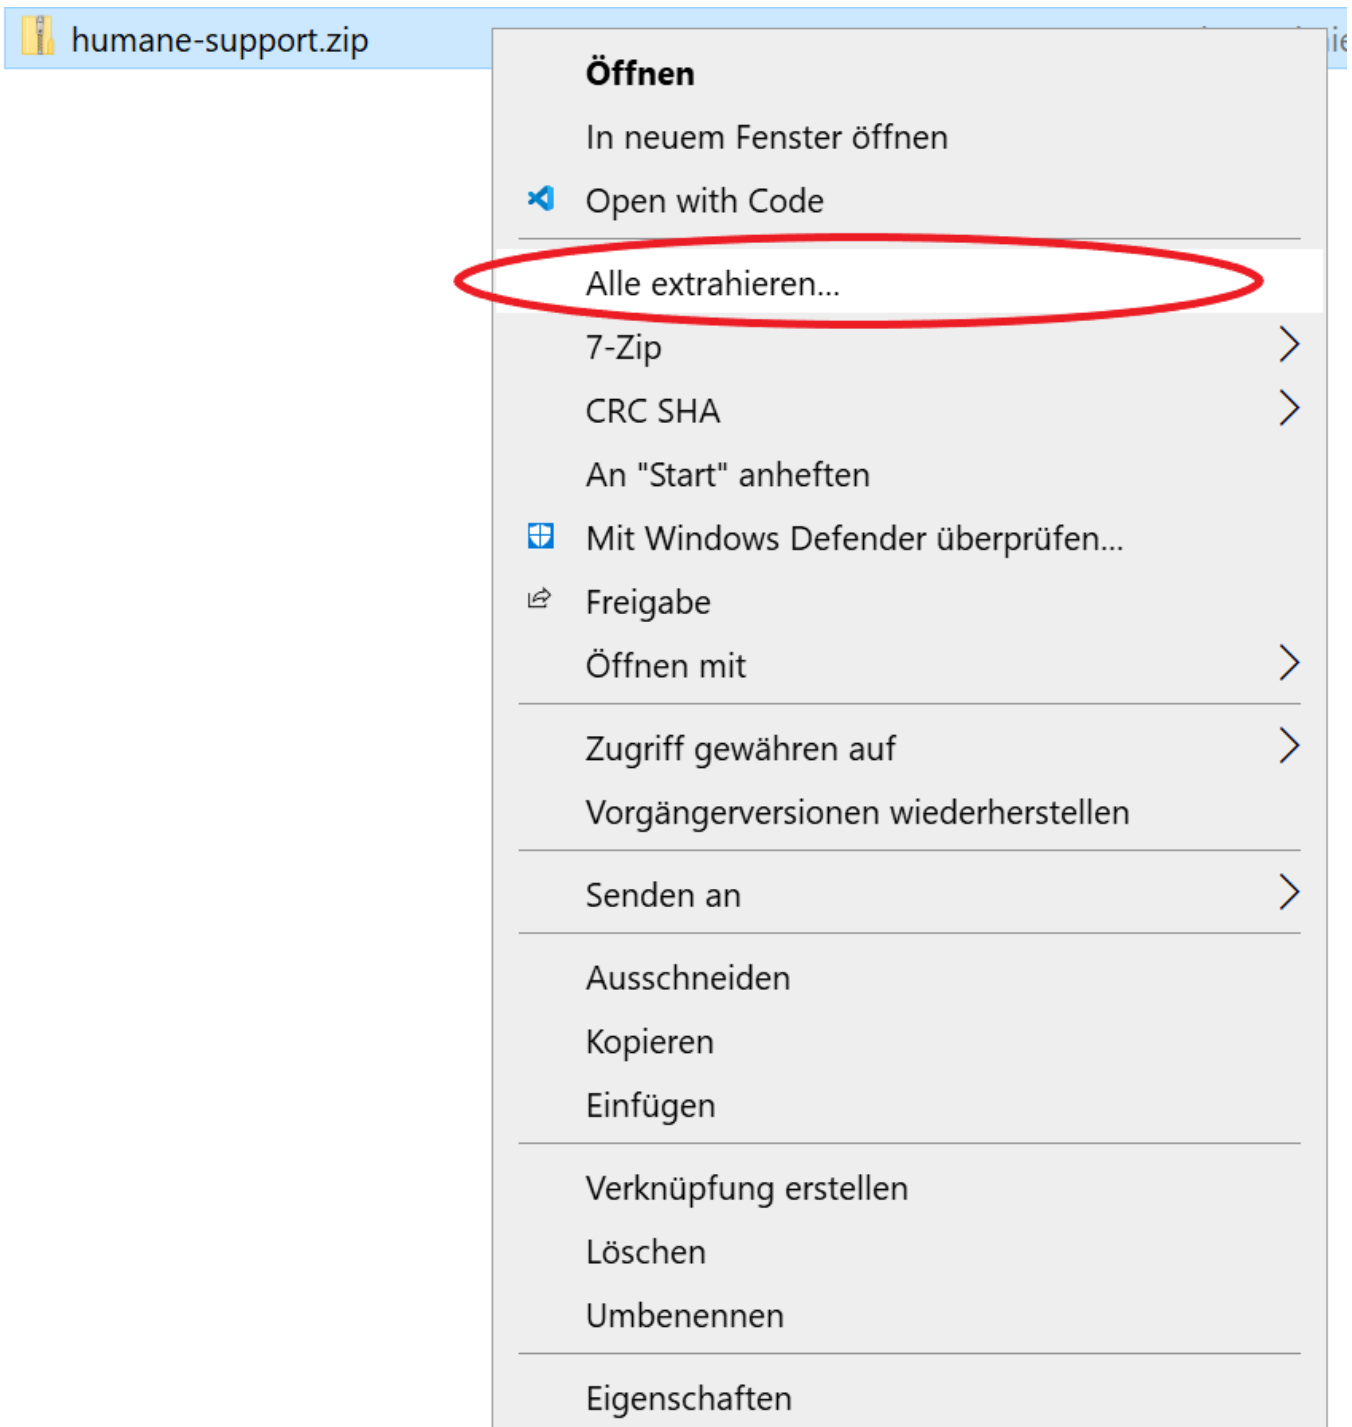 humane-support.zip
Öffnen
In neuem Fenster öffnen
Open with Code
Alle extrahieren...
7-Zip
CRC SHA
An "Start" anheften
Mit Windows Defender überprüfen...
Freigabe
Öffnen mit
Zugriff gewähren auf
Vorgängerversionen wiederherstellen
Senden an
Ausschneiden
Kopieren
Einfügen
Verknüpfung erstellen
Löschen
Umbenennen
Eigenschaften